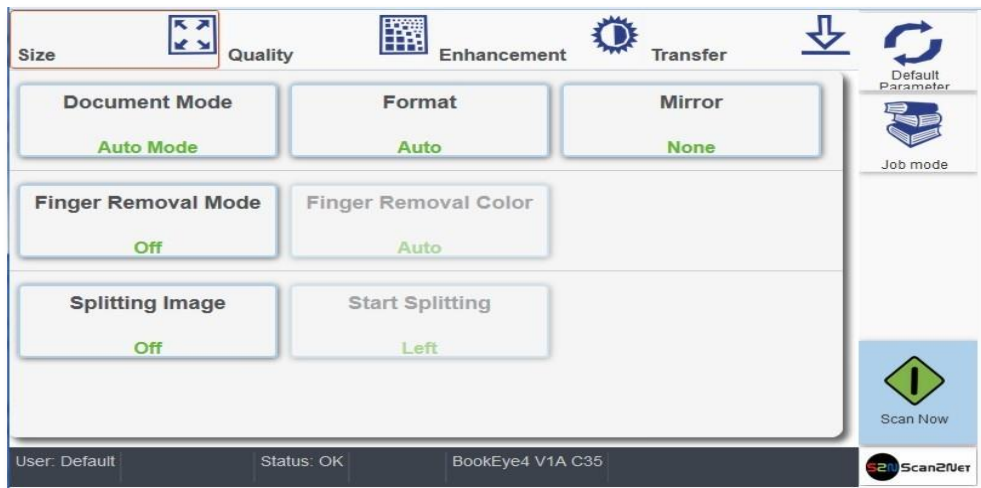 Size
Quality
Enhancement
Transfer
Default
Parameter
Document Mode
Auto Mode
Format
Auto
Mirror
None
Job mode
Finger Removal Mode
Off
Finger Removal Color
Auto
Splitting Image
Off
Start Splitting
Left
Scan Now
User: Default
Status: OK
BookEye4 V1A C35
S2N Scan2Net